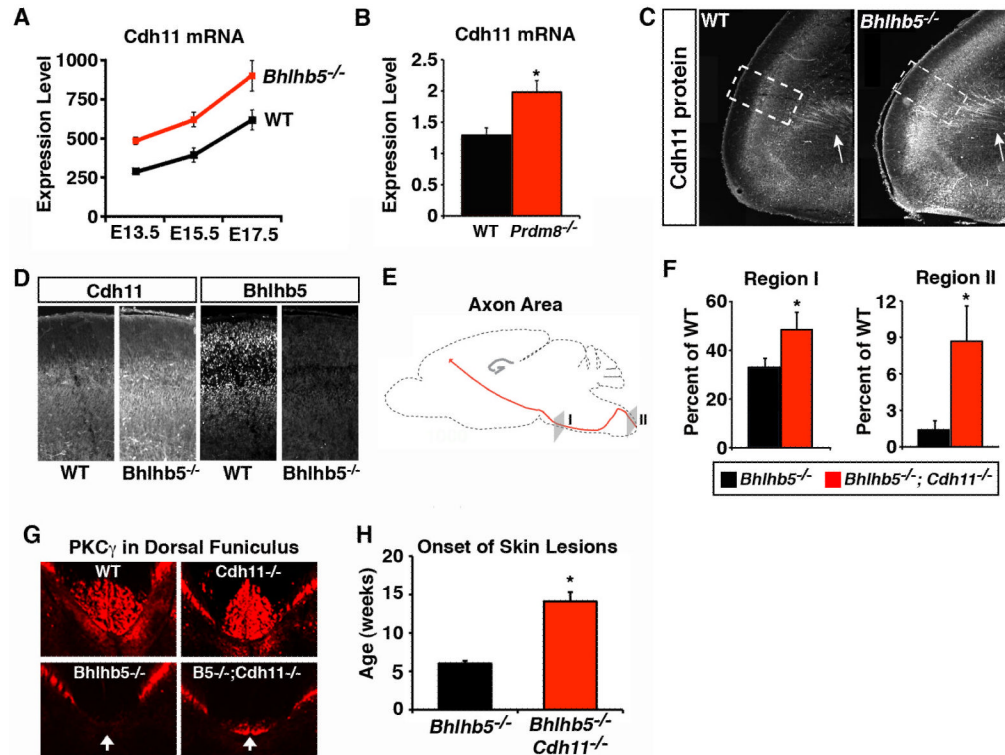 A
Cdh11 mRNA
Expression Level
1000
750
500
250
0
Bhlhb5-/-
WT
E13.5 E15.5 E17.5
B
Cdh11 mRNA
Expression Level
2.5
2
1.5
1
0.5
0
*
WT Prdm8-/-
C
Cdh11 protein
WT
Bhlhb5-/-
D
Cdh11 Bhlhb5
WT Bhlhb5-/- WT Bhlhb5-/-
E
Axon Area
I
II
F
Region I
Percent of WT
60
40
20
0
*
Region II
Percent of WT
12
9
6
3
0
*
Bhlhb5-/- Bhlhb5-/-; Cdh11-/-
G
PKCγ in Dorsal Funiculus
WT Cdh11-/-
Bhlhb5-/- B5-/-;Cdh11-/-
H
Onset of Skin Lesions
Age (weeks)
20
15
10
5
0
*
Bhlhb5-/- Bhlhb5-/-
Cdh11-/-